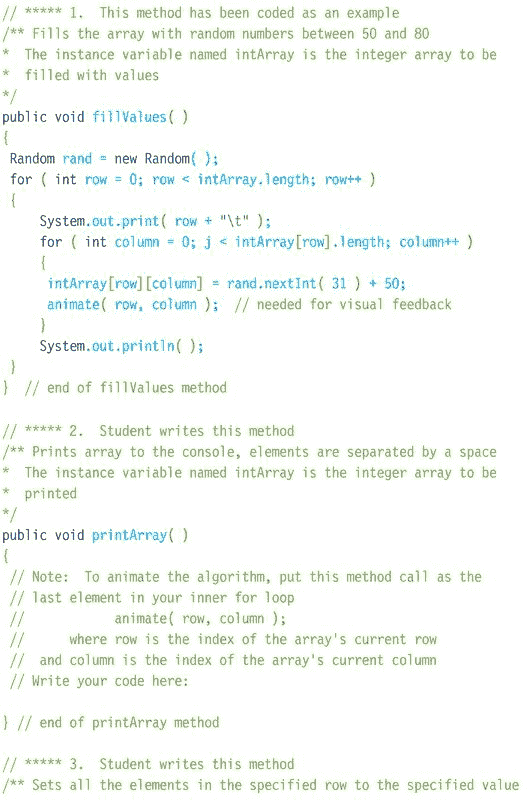 // ***** 1.  This method has been coded as an example
/** Fills the array with random numbers between 50 and 80
*  The instance variable named intArray is the integer array to be
*  filled with values
*/
public void fillValues( )
{
Random rand = new Random( );
for ( int row = 0; row < intArray.length; row++ )
{
System.out.print( row + "\t" );
for ( int column = 0; j < intArray[row].length; column++ )
{
intArray[row][column] = rand.nextInt( 31 ) + 50;
animate( row, column );  // needed for visual feedback
}
System.out.println( );
}
}  // end of fillValues method
// ***** 2.  Student writes this method
/** Prints array to the console, elements are separated by a space
*  The instance variable named intArray is the integer array to be
*  printed
*/
public void printArray( )
{
// Note:  To animate the algorithm, put this method call as the
// last element in your inner for loop
//            animate( row, column );
//      where row is the index of the array's current row
//  and column is the index of the array's current column
// Write your code here:
} // end of printArray method
// ***** 3.  Student writes this method
/** Sets all the elements in the specified row to the specified value